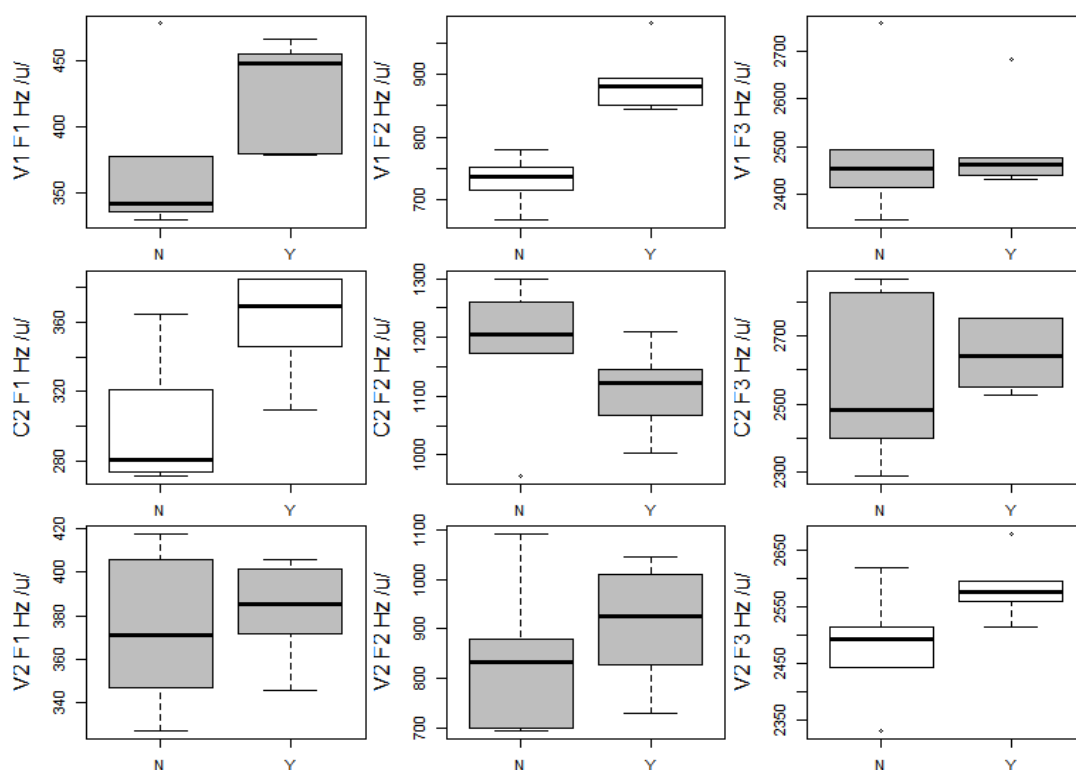 V1 F1 Hz /u/
350 400 450
N Y
V1 F2 Hz /u/
700 800 900
N Y
V1 F3 Hz /u/
2400 2500 2600 2700
N Y
C2 F1 Hz /u/
280 320 360
N Y
C2 F2 Hz /u/
1000 1100 1200 1300
N Y
C2 F3 Hz /u/
2300 2500 2700
N Y
V2 F1 Hz /u/
340 360 380 400 420
N Y
V2 F2 Hz /u/
700 800 900 1000 1100
N Y
V2 F3 Hz /u/
2350 2450 2550 2650
N Y